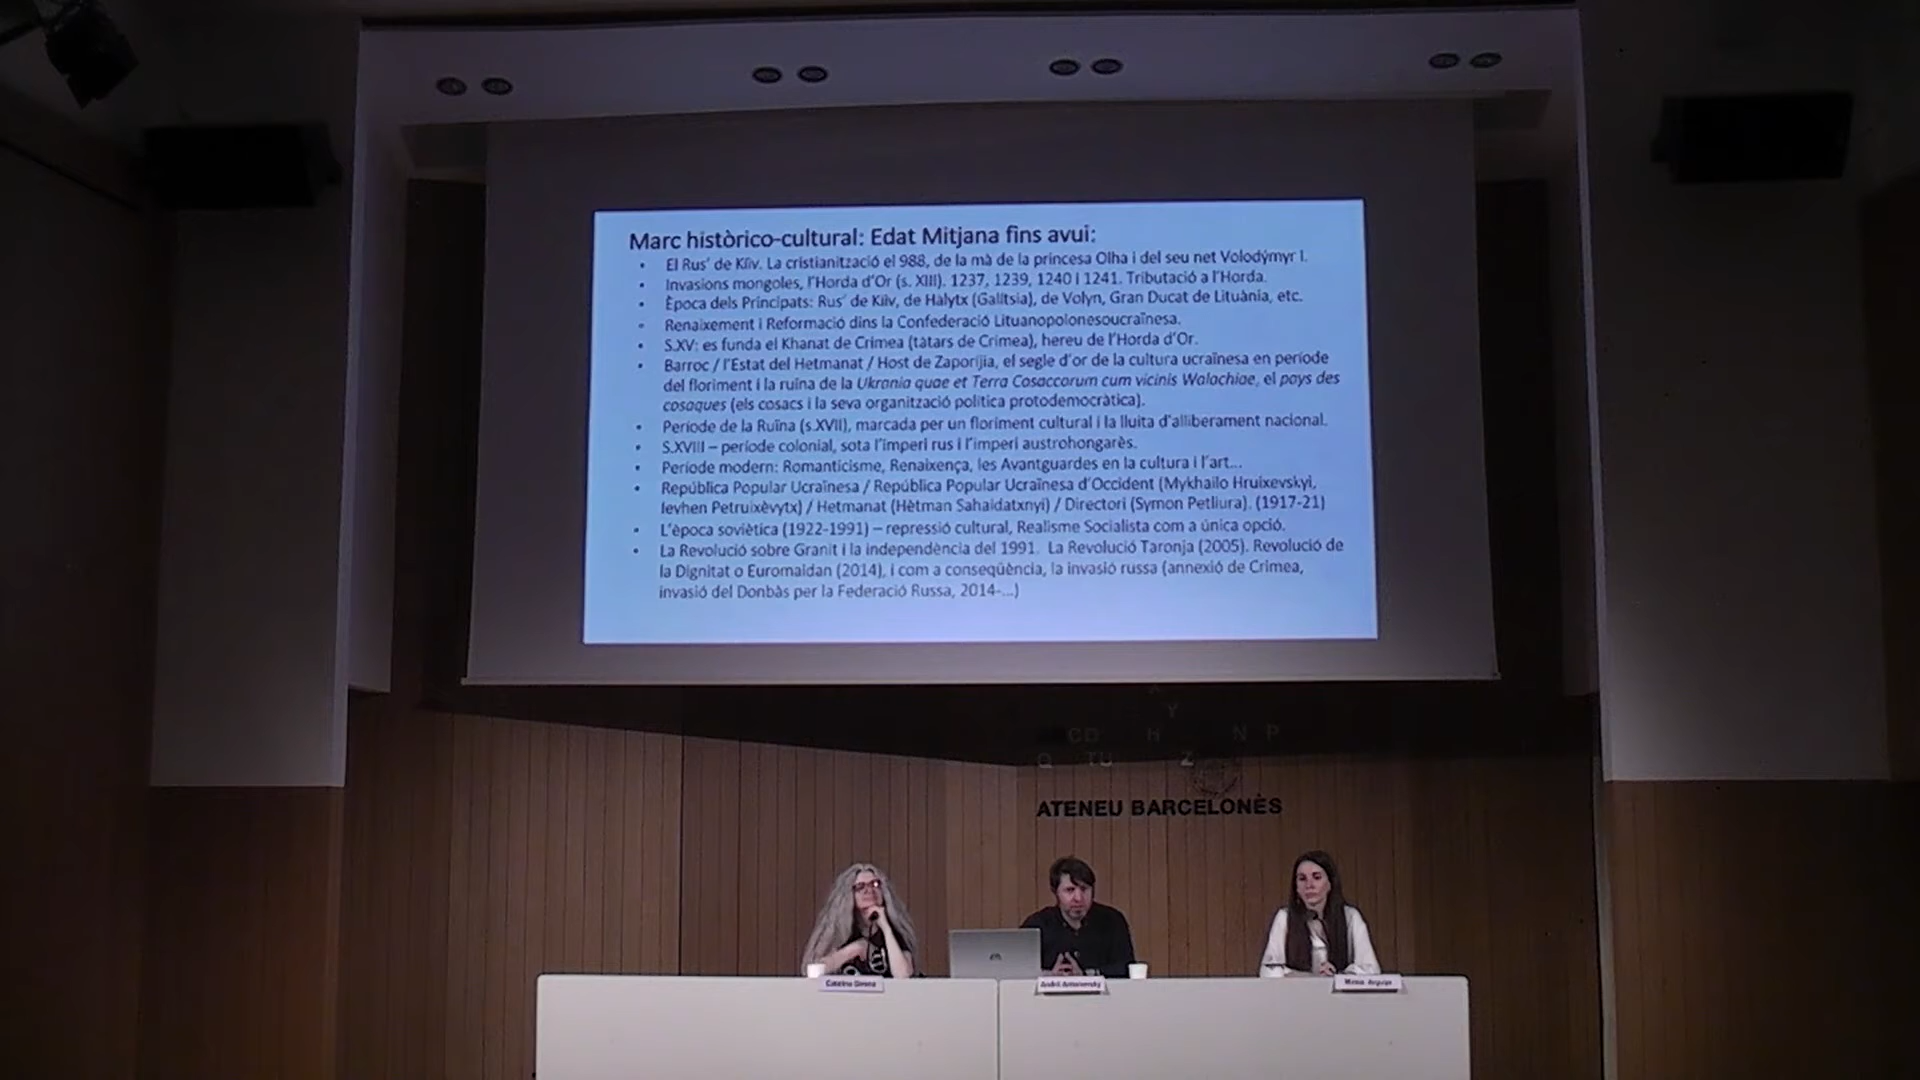 Marc històrico-cultural: Edat Mitjana fins avui:
• El Rus' de Kíiv. La cristianització el 988, de la mà de la princesa Olha i del seu net Volodýmyr I.
• Invasions mongoles, l'Horda d'Or (s. XIII). 1237, 1239, 1240 i 1241. Tributació a l'Horda.
• Època dels Principats: Rus' de Kíiv, de Hàlytx (Galítsia), de Volyn, Gran Ducat de Lituània, etc.
• Renaixement i Reformació dins la Confederació Lituanopolonesoucraïnesa.
• S.XV: es funda el Khanat de Crimea (tàtars de Crimea), hereu de l'Horda d'Or.
• Barroc / l'Estat del Hetmanat / Host de Zaporíjia, el segle d'or de la cultura ucraïnesa en període
del floriment i la ruïna de la Ukrania quae et Terra Cosaccorum cum vicinis Walachiae, el pays des
cosaques (els cosacs i la seva organització política protodemocràtica).
• Període de la Ruïna (s.XVII), marcada per un floriment cultural i la lluita d'alliberament nacional.
• S.XVIII – període colonial, sota l'imperi rus i l'imperi austrohongarès.
• Període modern: Romanticisme, Renaixença, les Avantguardes en la cultura i l'art...
• República Popular Ucraïnesa / República Popular Ucraïnesa d'Occident (Mykhailo Hruixevskyi,
Ievhen Petruixèvytx) / Hetmanat (Hètman Sahaidatxnyi) / Directori (Symon Petliura). (1917-21)
• L'època soviètica (1922-1991) – repressió cultural, Realisme Socialista com a única opció.
• La Revolució sobre Granit i la independència del 1991. La Revolució Taronja (2005). Revolució de
la Dignitat o Euromaidan (2014), i com a conseqüència, la invasió russa (annexió de Crimea,
invasió del Donbàs per la Federació Russa, 2014-...)
Y
CO N N P
Q TU Z
ATENEU BARCELONÈS
Catalina Girona
Andrii Antonovskyi